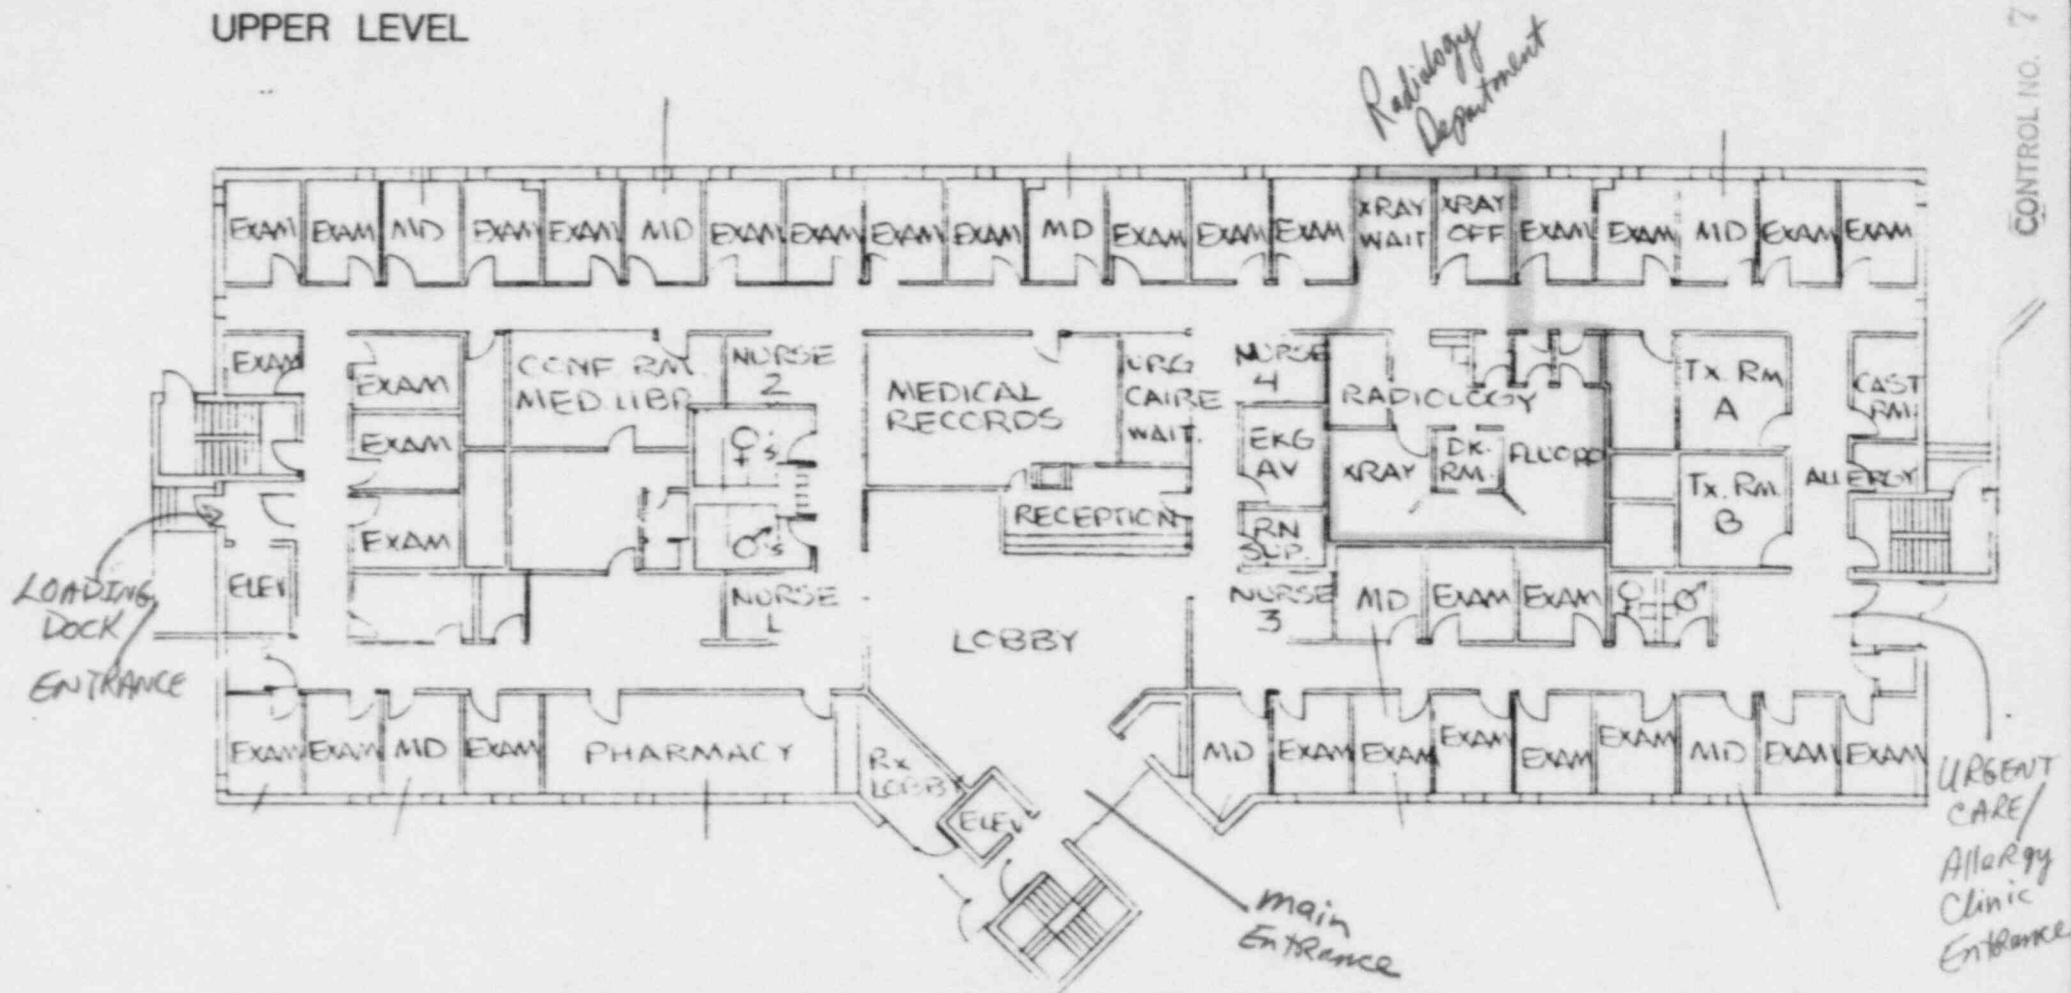 UPPER LEVEL
Radiology
Department
CONTROL NO. 7
EXAM EXAM MD EXAM EXAM MD EXAM EXAM EXAM EXAM MD EXAM EXAM EXAM XRAY WAIT XRAY OFF EXAM EXAM MD EXAM EXAM
EXAM
EXAM
EXAM
EXAM
CONF RM.
MED. LIBR
NURSE
2
♀'s
♂'s
NURSE
1
MEDICAL
RECORDS
URG
CAIRE
WAIT.
RECEPTION
NURSE
4
EKG
AV
RN
SUP.
NURSE
3
RADIOLOGY
XRAY
DK.
RM.
FLUORO
TX. RM
A
TX. RM.
B
CAST
RM.
ALLERGY
LOADING
DOCK/
ENTRANCE
ELEV
LOBBY
MD EXAM EXAM ♀ ♂
EXAM EXAM MD EXAM PHARMACY
RX
LOBBY
ELEV
MD EXAM EXAM EXAM EXAM EXAM MD EXAM EXAM
main
Entrance
URGENT
CARE/
Allergy
Clinic
Entrance